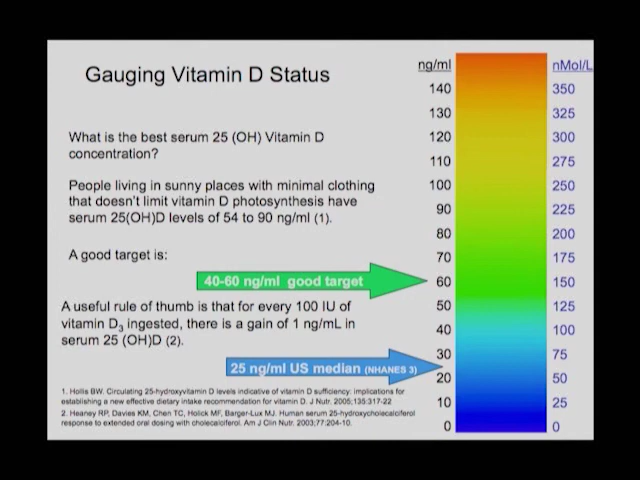 Gauging Vitamin D Status
What is the best serum 25 (OH) Vitamin D
concentration?
People living in sunny places with minimal clothing
that doesn't limit vitamin D photosynthesis have
serum 25(OH)D levels of 54 to 90 ng/ml (1).
A good target is:
40-60 ng/ml good target
A useful rule of thumb is that for every 100 IU of
vitamin D3 ingested, there is a gain of 1 ng/mL in
serum 25 (OH)D (2).
25 ng/ml US median (NHANES 3)
1. Hollis BW. Circulating 25-hydroxyvitamin D levels indicative of vitamin D sufficiency: implications for
establishing a new effective dietary intake recommendation for vitamin D. J Nutr. 2005;135:317-22
2. Heaney RP, Davies KM, Chen TC, Holick MF, Barger-Lux MJ. Human serum 25-hydroxycholecalciferol
response to extended oral dosing with cholecalciferol. Am J Clin Nutr. 2003;77:204-10.
ng/ml nMol/L
140 350
130 325
120 300
110 275
100 250
90 225
80 200
70 175
60 150
50 125
40 100
30 75
20 50
10 25
0 0